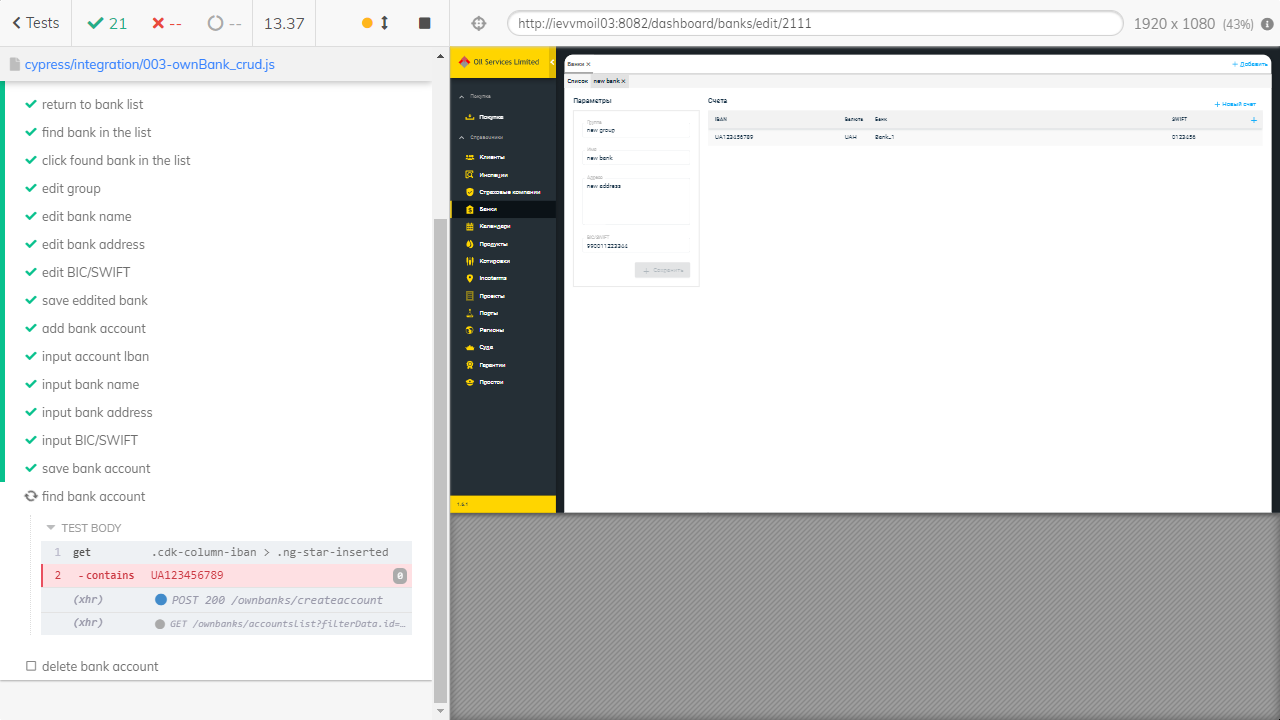 Tests
21
--
--
13.37
http://ievvmoil03:8082/dashboard/banks/edit/2111
1920 x 1080 (43%)
cypress/integration/003-ownBank_crud.js
return to bank list
find bank in the list
click found bank in the list
edit group
edit bank name
edit bank address
edit BIC/SWIFT
save eddited bank
add bank account
input account Iban
input bank name
input bank address
input BIC/SWIFT
save bank account
find bank account
TEST BODY
1 get .cdk-column-iban > .ng-star-inserted
2 -contains UA123456789 0
(xhr) POST 200 /ownbanks/createaccount
(xhr) GET /ownbanks/accountslist?filterData.id=…
delete bank account
Oil Services Limited
Покупка
Покупка
Справочники
Клиенты
Инспекции
Страховые компании
Банки
Календари
Продукты
Котировки
Incoterms
Проекты
Порты
Регионы
Суда
Гарантии
Простои
1.5.1
Банки ×
+ Добавить
Список new bank ×
Параметры
Группа
new group
Имя
new bank
Адрес
new address
BIC/SWIFT
990011223344
Сохранить
Счета
+ Новый счет
IBAN Валюта Банк SWIFT +
UA123456789 UAH Bank_1 0123456